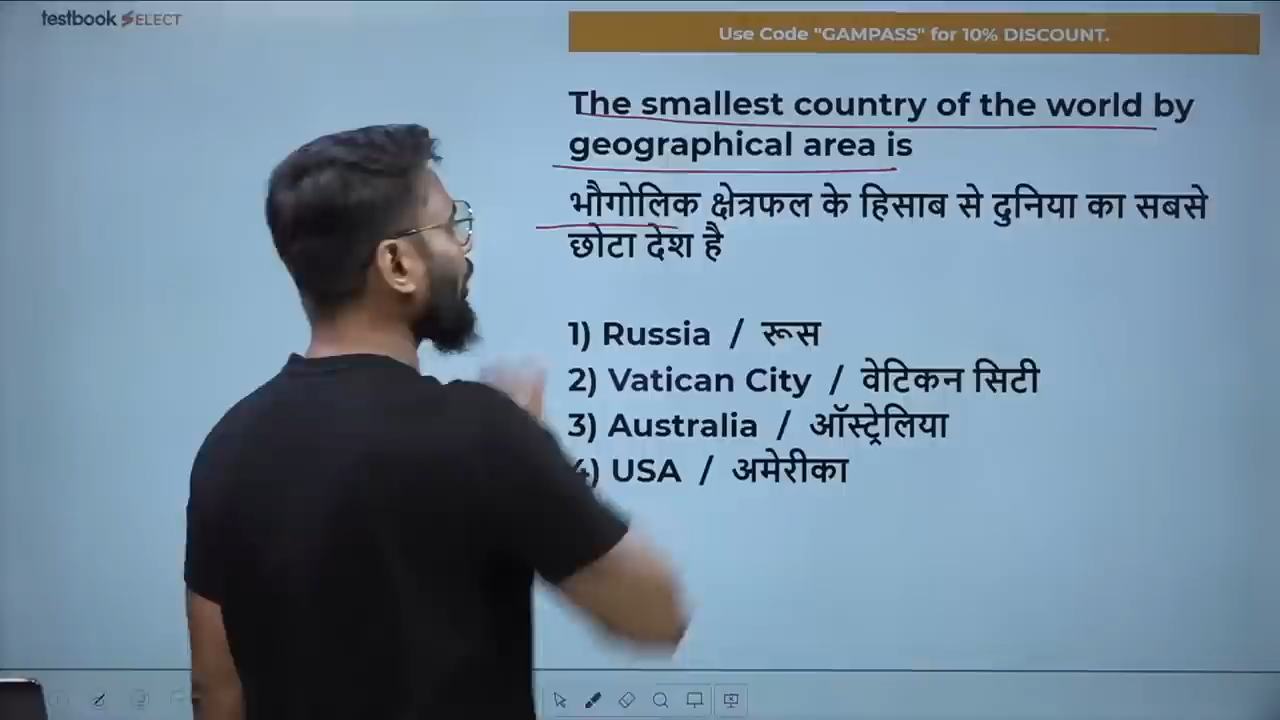 testbook SELECT
Use Code "GAMPASS" for 10% DISCOUNT.
The smallest country of the world by
geographical area is
भौगोलिक क्षेत्रफल के हिसाब से दुनिया का सबसे
छोटा देश है
1) Russia / रूस
2) Vatican City / वेटिकन सिटी
3) Australia / ऑस्ट्रेलिया
4) USA / अमेरीका